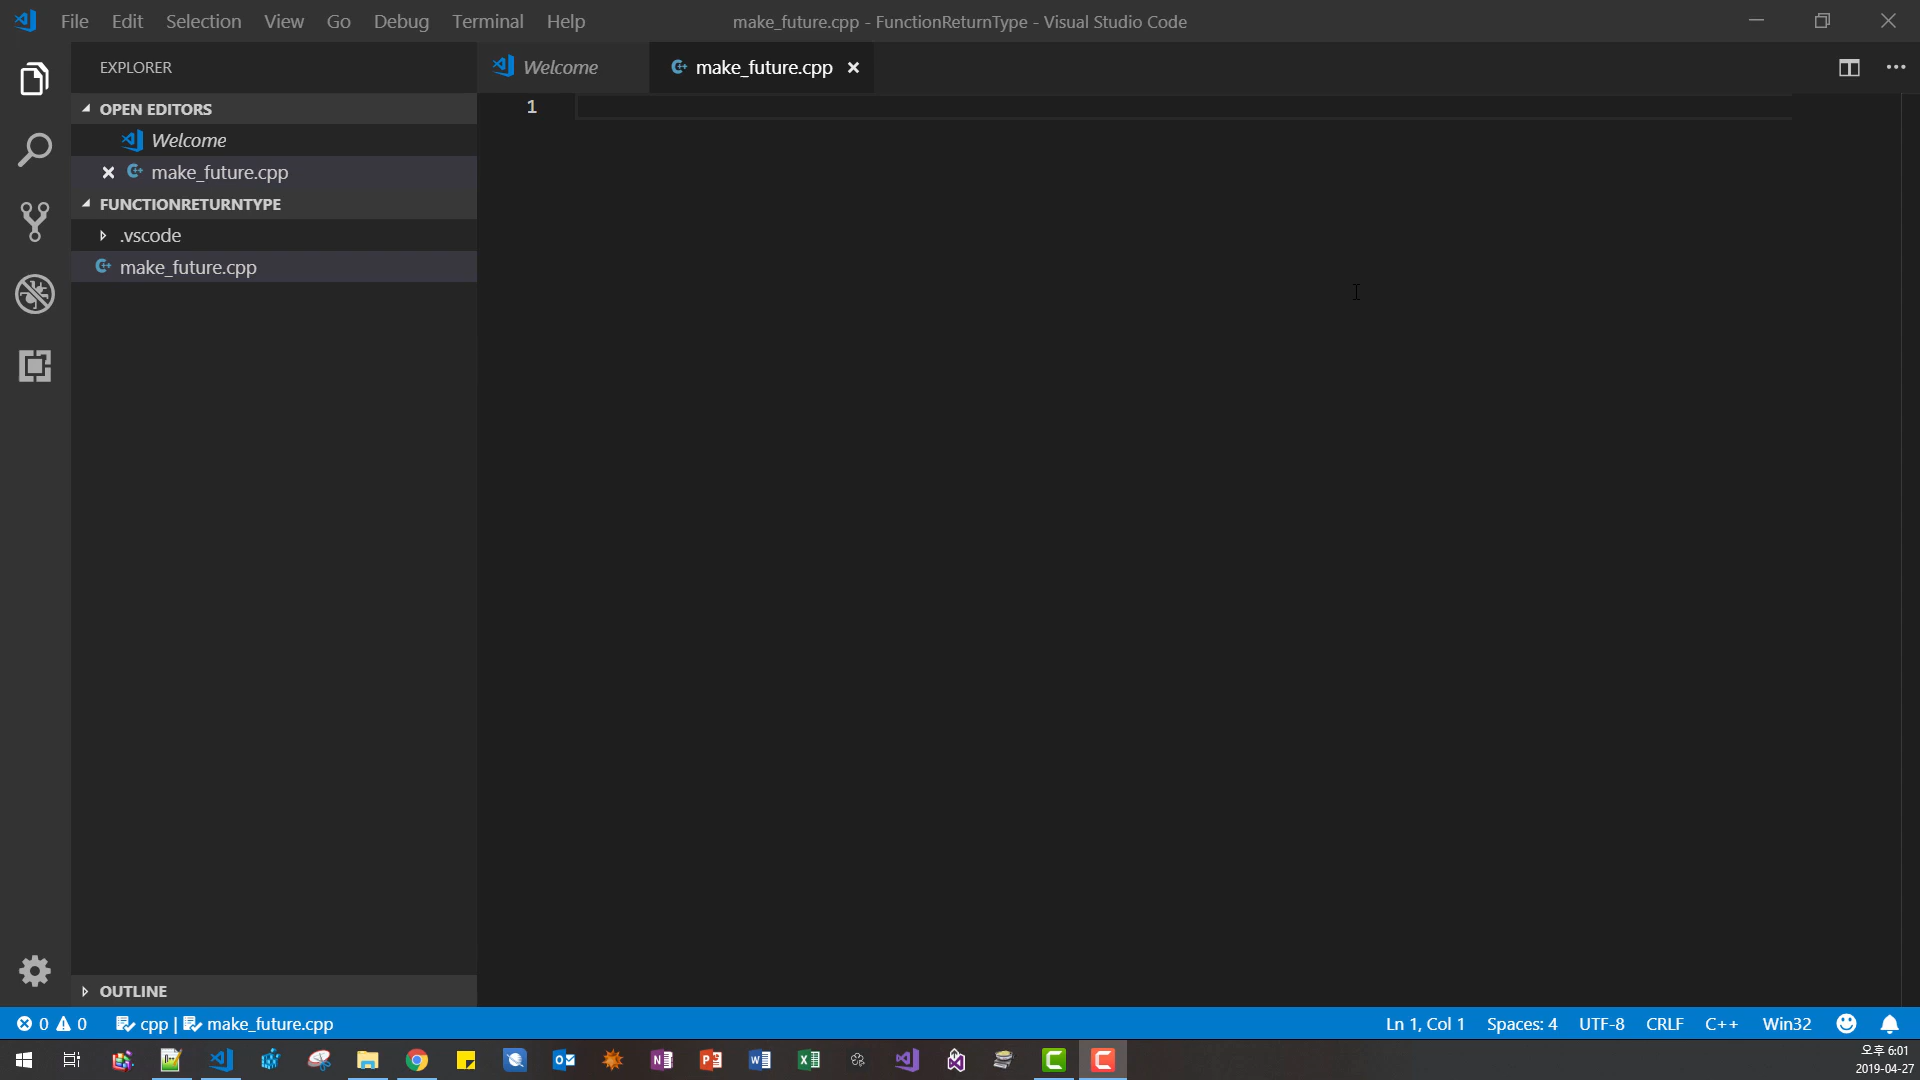 File Edit Selection View Go Debug Terminal Help
make_future.cpp - FunctionReturnType - Visual Studio Code
EXPLORER
Welcome
make_future.cpp
OPEN EDITORS
Welcome
make_future.cpp
FUNCTIONRETURNTYPE
.vscode
make_future.cpp
1
OUTLINE
0 0 cpp | make_future.cpp
Ln 1, Col 1 Spaces: 4 UTF-8 CRLF C++ Win32
오후 6:01
2019-04-27